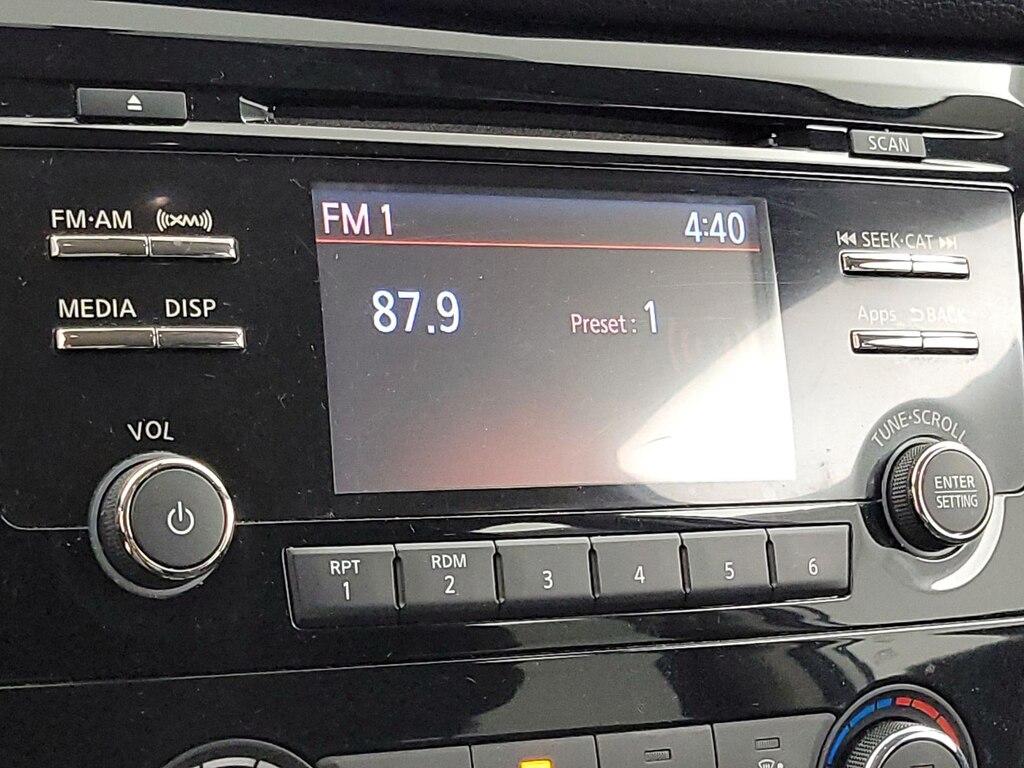 SCAN
FM·AM XM
SEEK·CAT
MEDIA DISP
Apps BACK
FM 1 4:40
87.9 Preset: 1
VOL
TUNE·SCROLL
ENTER
SETTING
RPT
1
RDM
2
3
4
5
6